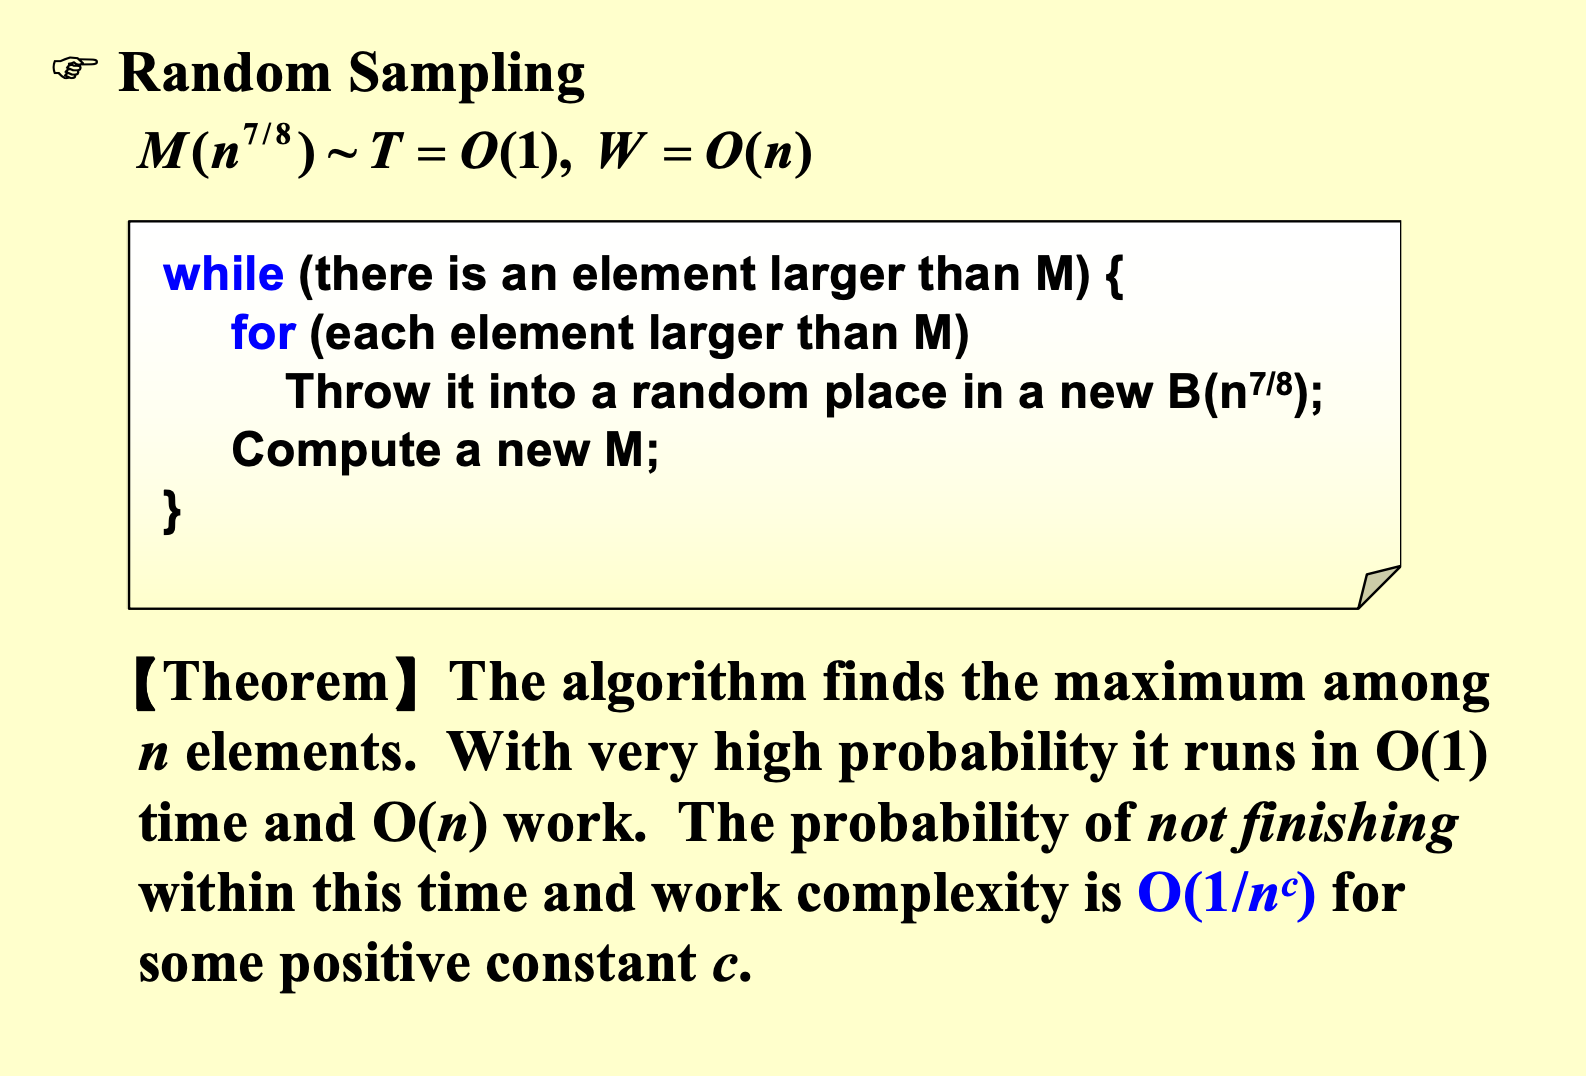 ☞ Random Sampling
M(n^{7/8}) ~ T = O(1), W = O(n)
while (there is an element larger than M) {
for (each element larger than M)
Throw it into a random place in a new B(n^{7/8});
Compute a new M;
}
【Theorem】 The algorithm finds the maximum among
n elements. With very high probability it runs in O(1)
time and O(n) work. The probability of not finishing
within this time and work complexity is O(1/n^c) for
some positive constant c.